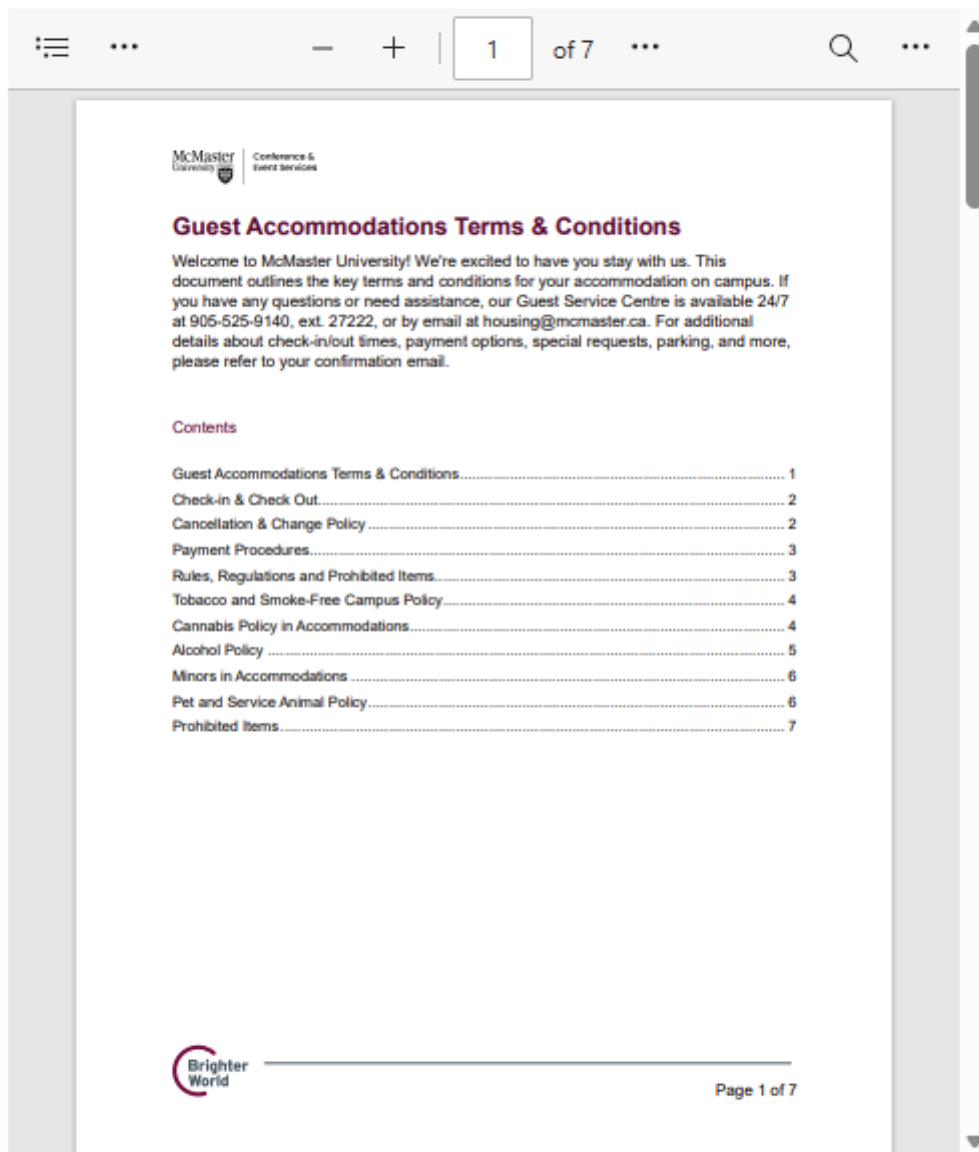 1 of 7
McMaster University
Conference & Event Services
Guest Accommodations Terms & Conditions
Welcome to McMaster University! We're excited to have you stay with us. This
document outlines the key terms and conditions for your accommodation on campus. If
you have any questions or need assistance, our Guest Service Centre is available 24/7
at 905-525-9140, ext. 27222, or by email at housing@mcmaster.ca. For additional
details about check-in/out times, payment options, special requests, parking, and more,
please refer to your confirmation email.
Contents
Guest Accommodations Terms & Conditions 1
Check-in & Check Out 2
Cancellation & Change Policy 2
Payment Procedures 3
Rules, Regulations and Prohibited Items 3
Tobacco and Smoke-Free Campus Policy 4
Cannabis Policy in Accommodations 4
Alcohol Policy 5
Minors in Accommodations 6
Pet and Service Animal Policy 6
Prohibited Items 7
Brighter
World
Page 1 of 7